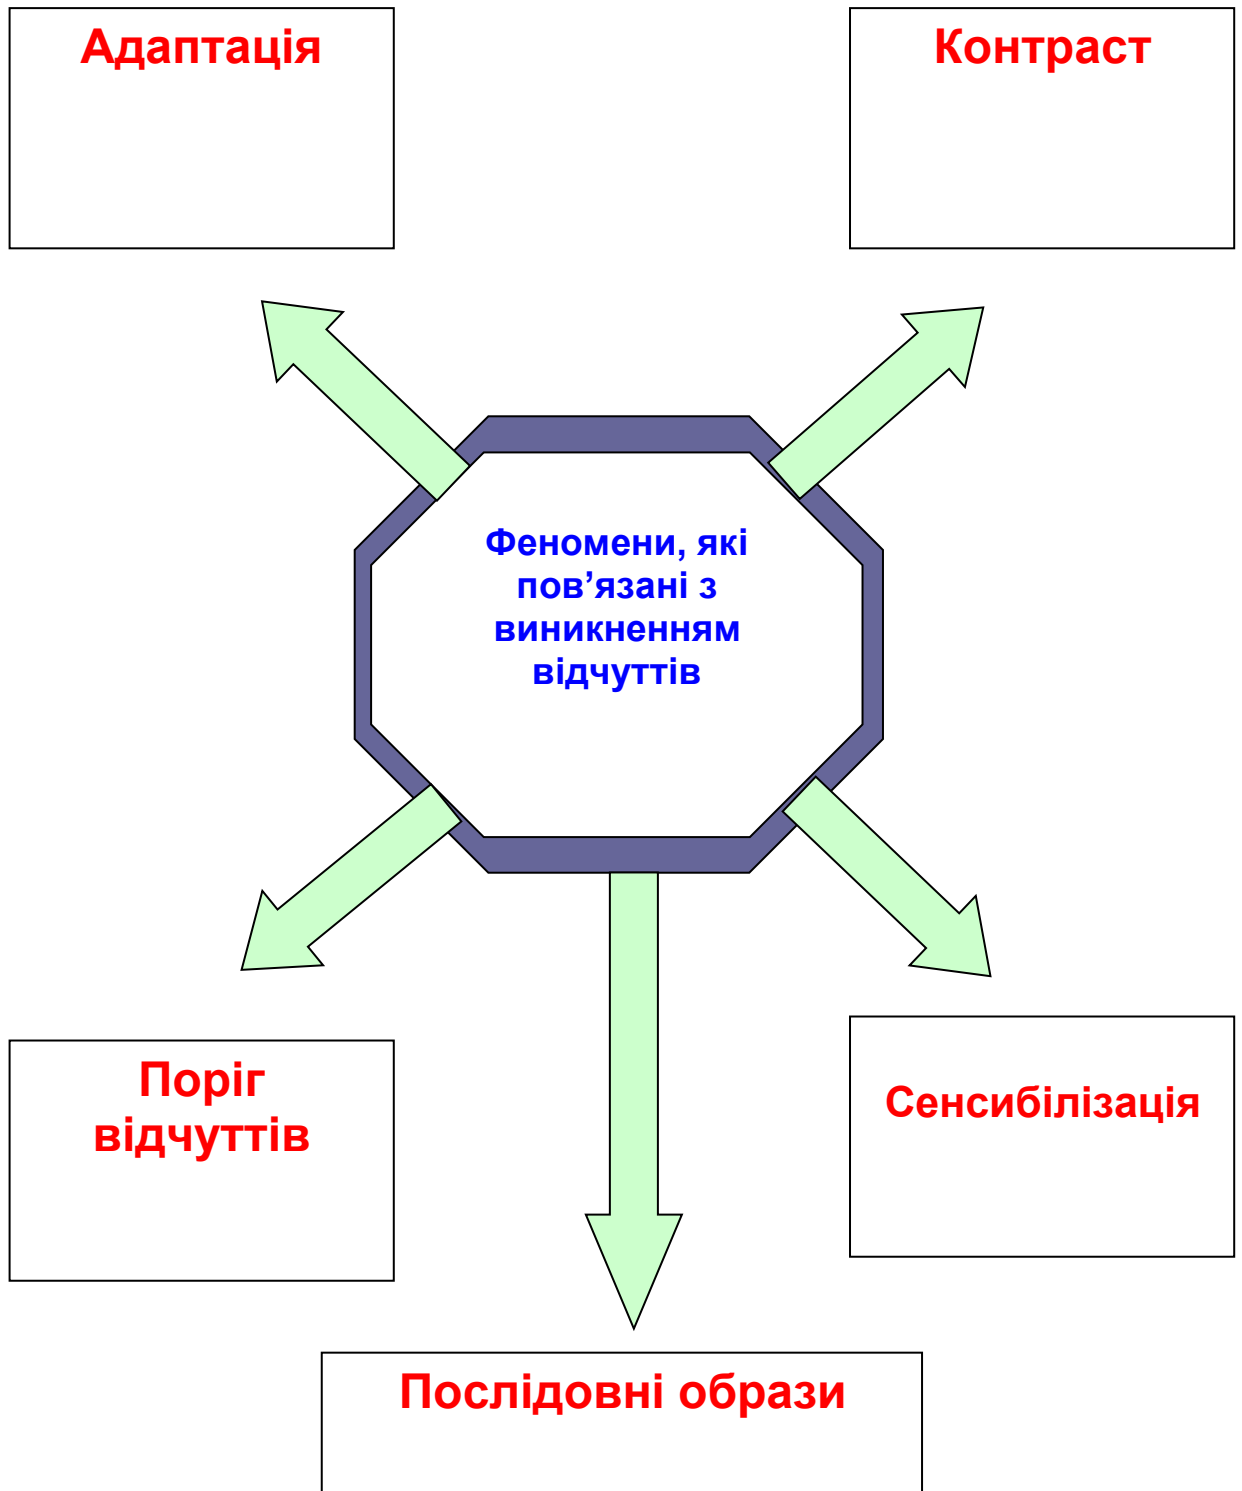 Адаптація
Контраст
Феномени, які
пов’язані з
виникненням
відчуттів
Поріг
відчуттів
Сенсибілізація
Послідовні образи